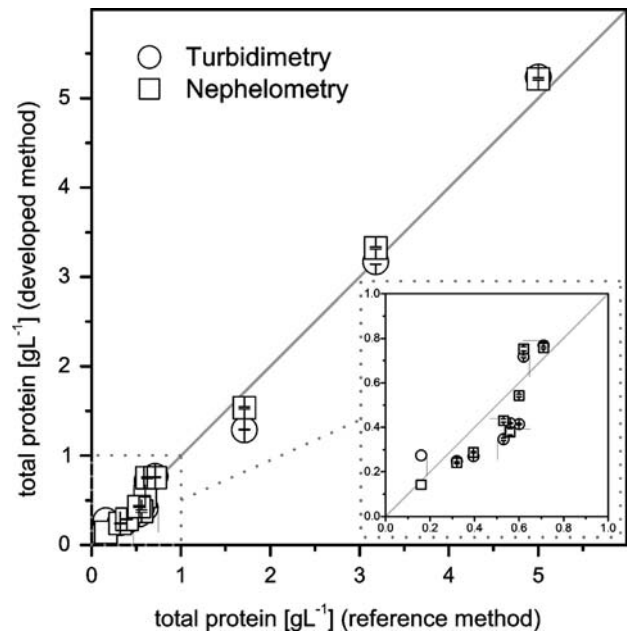 Turbidimetry
Nephelometry
total protein [gL⁻¹] (developed method)
5
4
3
2
1
0
1.0
0.8
0.6
0.4
0.2
0.0
0.0 0.2 0.4 0.6 0.8 1.0
0 1 2 3 4 5
total protein [gL⁻¹] (reference method)